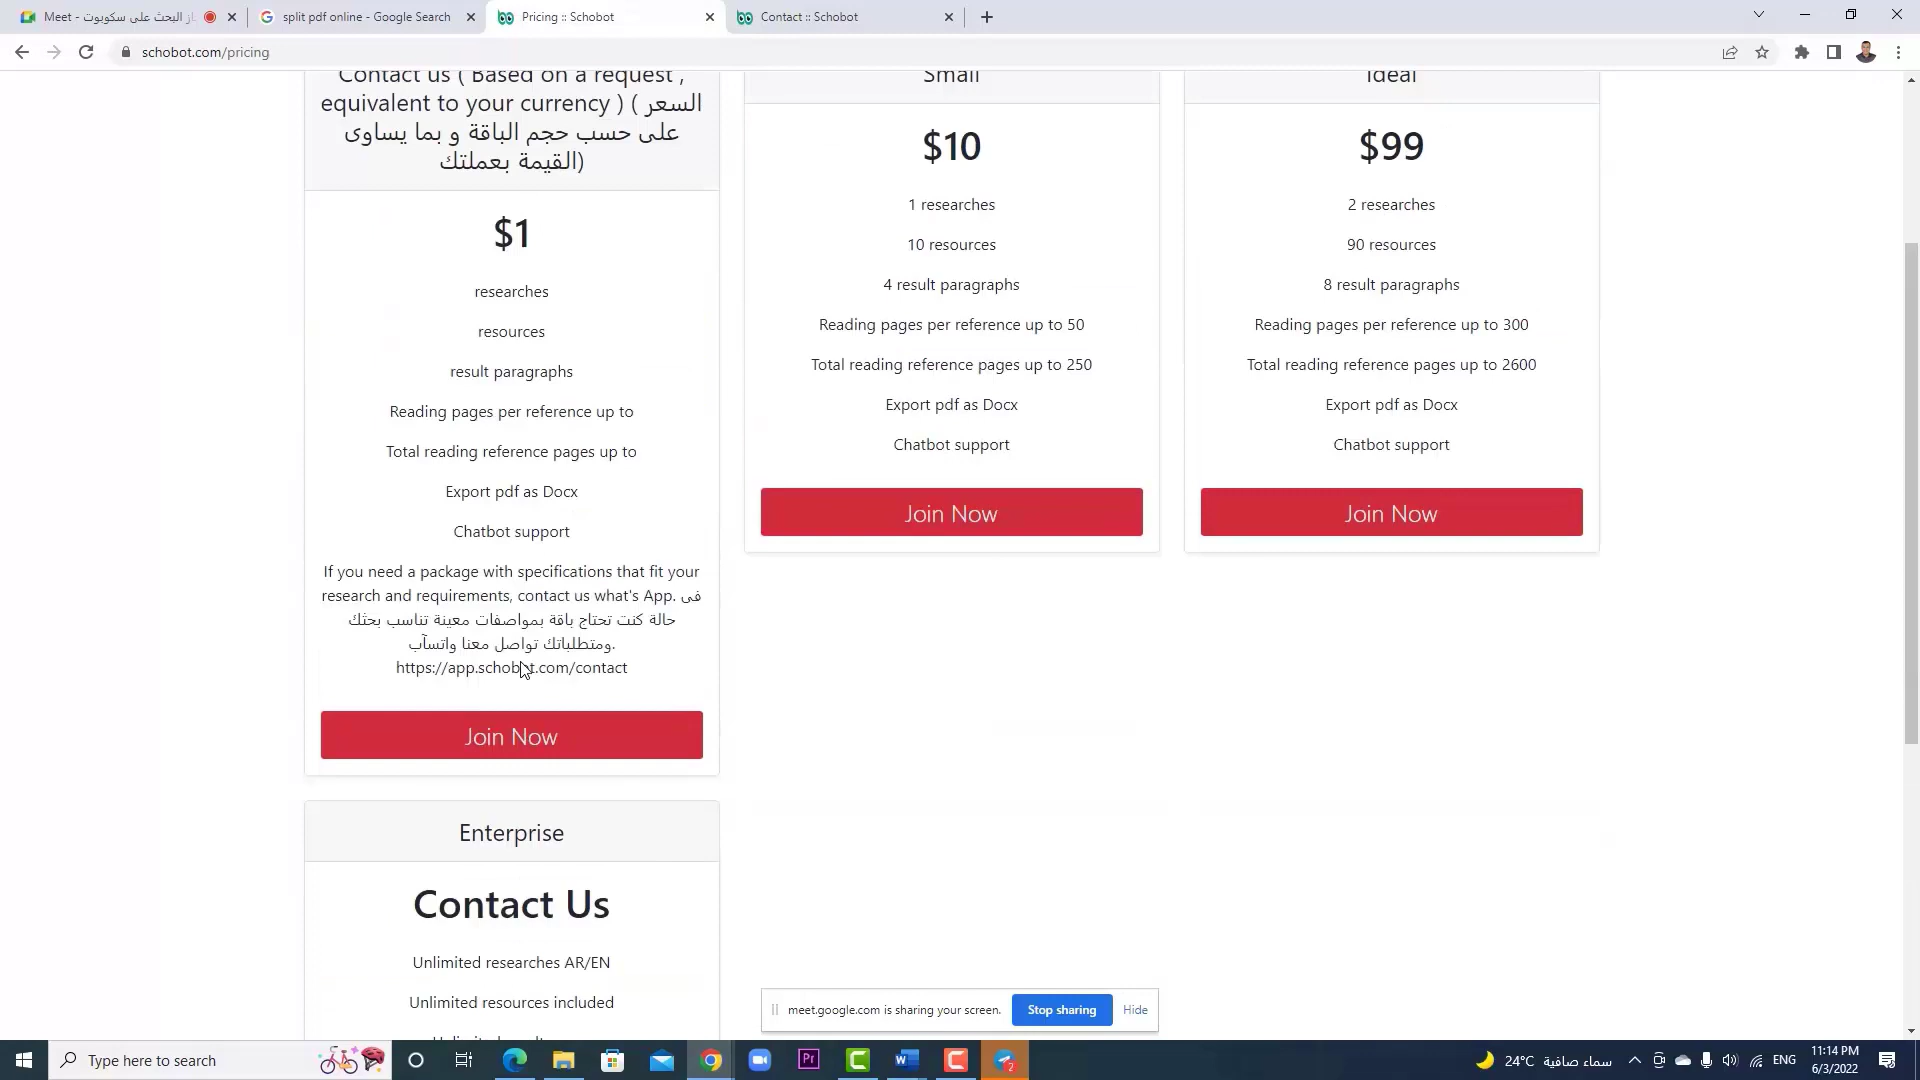 Meet - از البحث على سكوبوت
split pdf online - Google Search
Pricing :: Schobot
Contact :: Schobot
schobot.com/pricing
Contact us ( Based on a request ,
equivalent to your currency ) ( السعر
على حسب حجم الباقة و بما يساوى
القيمة بعملتك)
$1
researches
resources
result paragraphs
Reading pages per reference up to
Total reading reference pages up to
Export pdf as Docx
Chatbot support
If you need a package with specifications that fit your
research and requirements, contact us what's App. فى
حالة كنت تحتاج باقة بمواصفات معينة تناسب بحثك
ومتطلباتك تواصل معنا واتسآب.
https://app.schobot.com/contact
Join Now
Small
$10
1 researches
10 resources
4 result paragraphs
Reading pages per reference up to 50
Total reading reference pages up to 250
Export pdf as Docx
Chatbot support
Join Now
Ideal
$99
2 researches
90 resources
8 result paragraphs
Reading pages per reference up to 300
Total reading reference pages up to 2600
Export pdf as Docx
Chatbot support
Join Now
Enterprise
Contact Us
Unlimited researches AR/EN
Unlimited resources included
meet.google.com is sharing your screen.
Stop sharing
Hide
Type here to search
Pr
2
24°C سماء صافية
ENG
11:14 PM
6/3/2022